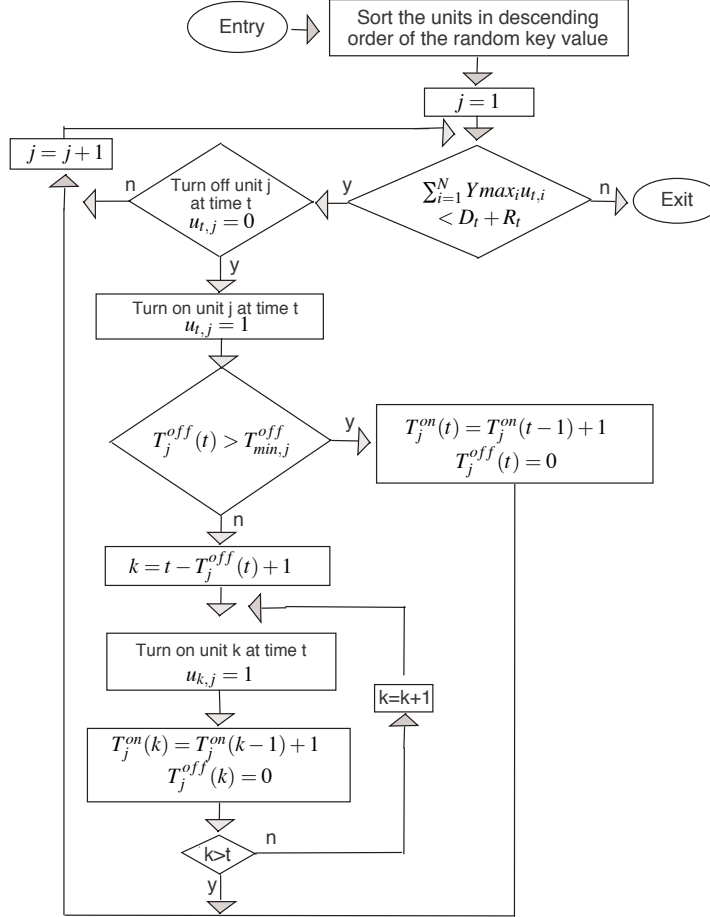 Entry
Sort the units in descending
order of the random key value
j = 1
j = j + 1
n
Turn off unit j
at time t
u_{t,j} = 0
y
∑_{i=1}^{N} Ymax_i u_{t,i}
< D_t + R_t
n
Exit
y
Turn on unit j at time t
u_{t,j} = 1
T_j^{off}(t) > T_{min,j}^{off}
y
T_j^{on}(t) = T_j^{on}(t−1) + 1
T_j^{off}(t) = 0
n
k = t − T_j^{off}(t) + 1
Turn on unit k at time t
u_{k,j} = 1
k=k+1
T_j^{on}(k) = T_j^{on}(k−1) + 1
T_j^{off}(k) = 0
k>t
n
y